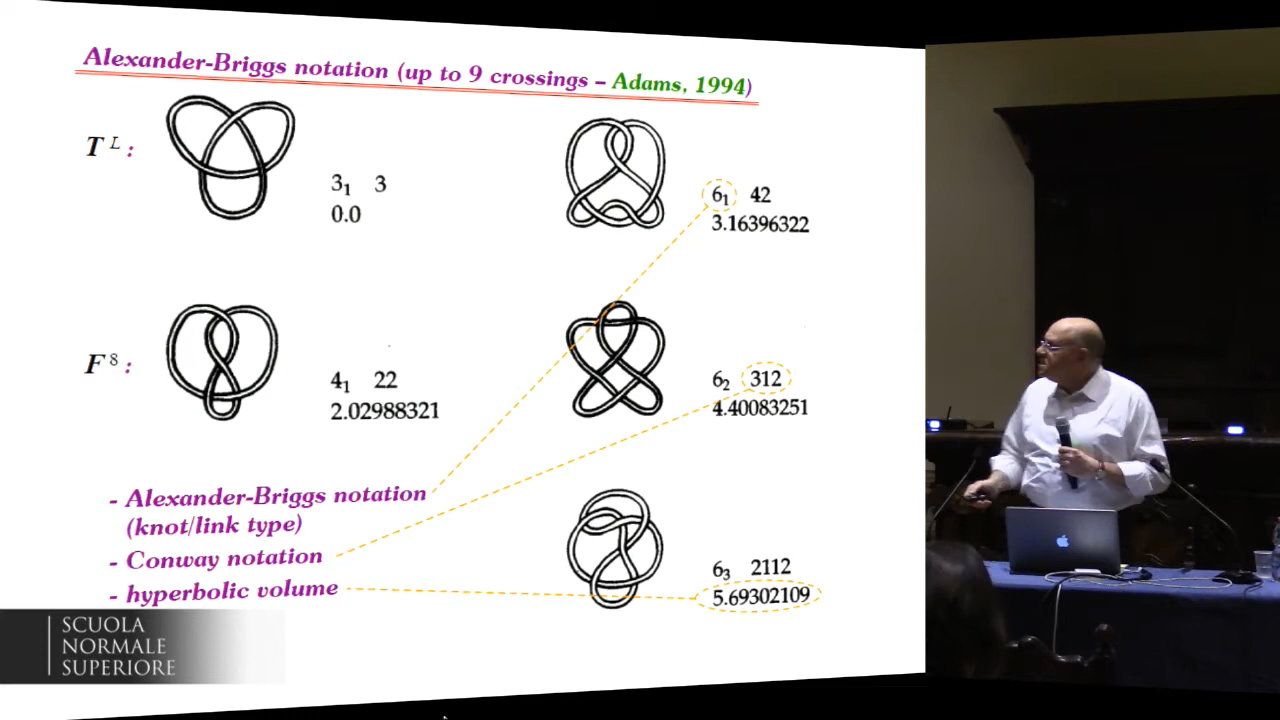 Alexander-Briggs notation (up to 9 crossings – Adams, 1994)
T L :
3₁ 3
0.0
6₁ 42
3.16396322
F 8 :
4₁ 22
2.02988321
6₂ 312
4.40083251
6₃ 2112
5.69302109
- Alexander-Briggs notation
(knot/link type)
- Conway notation
- hyperbolic volume
SCUOLA
NORMALE
SUPERIORE